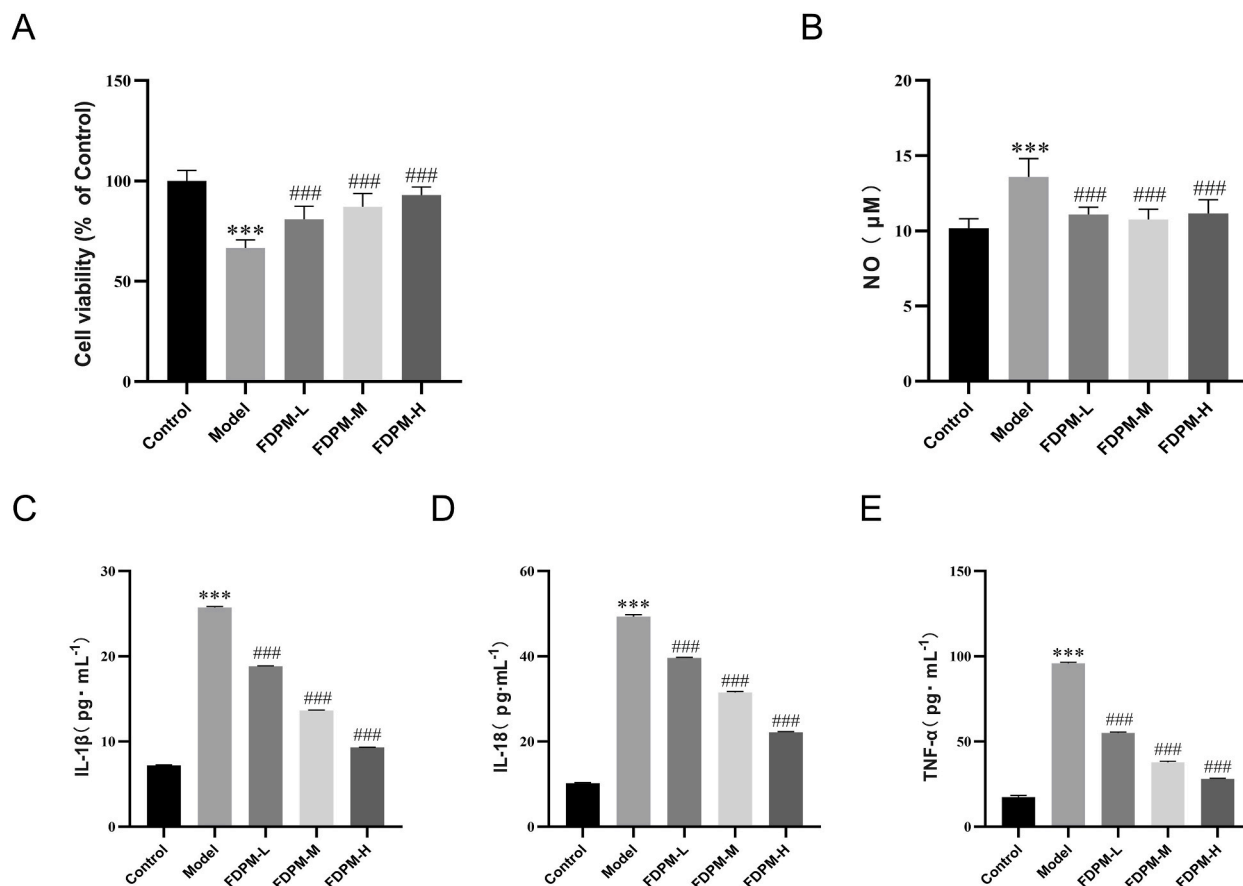 A
Cell viability (% of Control)
150
100
50
0
***
###
###
###
Control
Model
FDPM-L
FDPM-M
FDPM-H
B
NO ( μM)
20
15
10
5
0
***
###
###
###
Control
Model
FDPM-L
FDPM-M
FDPM-H
C
IL-1β( pg· mL-1)
30
20
10
0
***
###
###
###
Control
Model
FDPM-L
FDPM-M
FDPM-H
D
IL-18( pg·mL-1)
60
40
20
0
***
###
###
###
Control
Model
FDPM-L
FDPM-M
FDPM-H
E
TNF-α( pg· mL-1)
150
100
50
0
***
###
###
###
Control
Model
FDPM-L
FDPM-M
FDPM-H